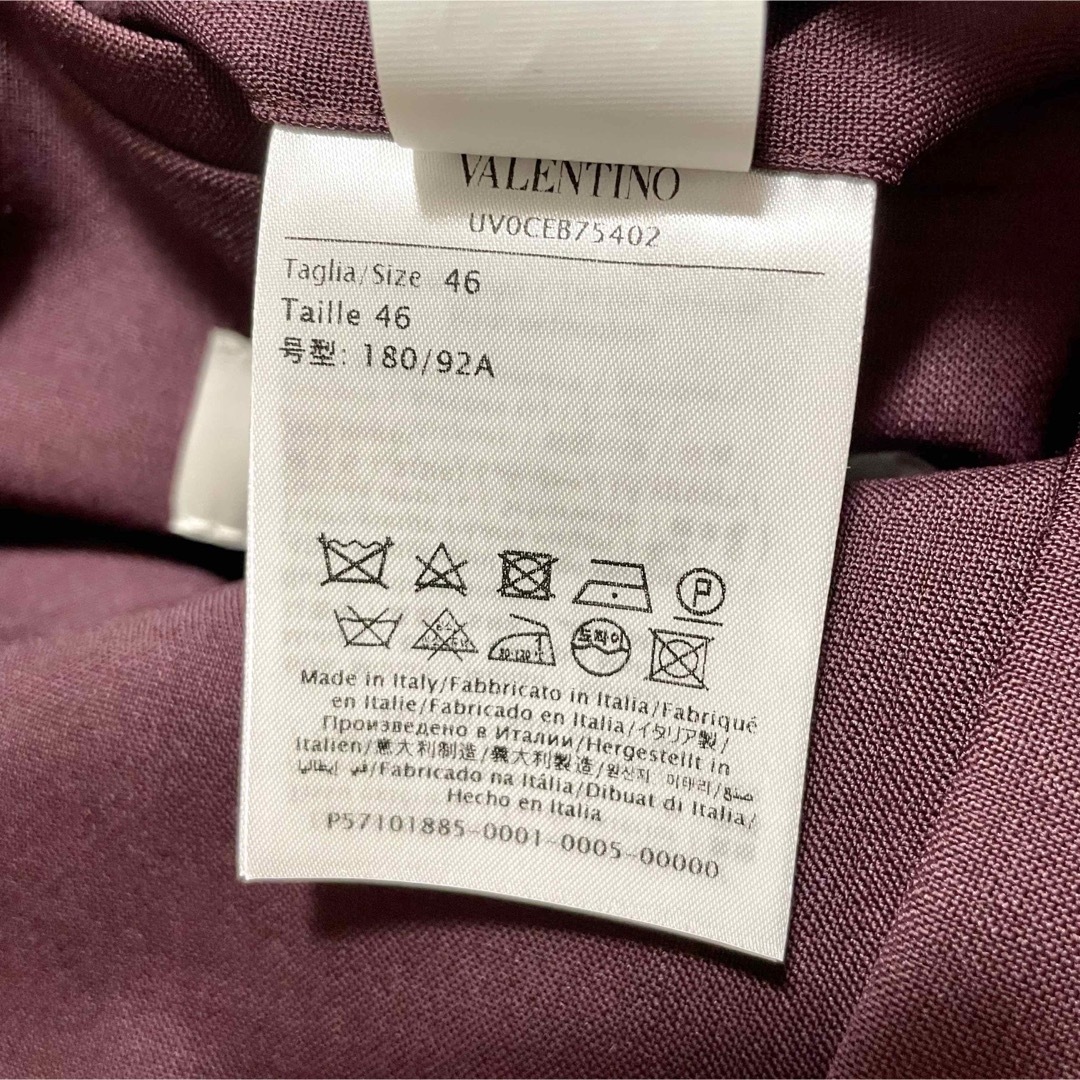 VALENTINO
UV0CEB75402
Taglia/Size 46
Taille 46
号型: 180/92A
P
80-120
드라이
Made in Italy/Fabbricato in Italia/Fabriqué
en Italie/Fabricado en Italia/イタリア製/
Произведено в Италии/Hergestellt in
Italien/意大利制造/義大利製造/원산지 이태리/صنع
في إيطاليا/Fabricado na Itália/Dibuat di Italia/
Hecho en Italia
P57101885-0001-0005-00000